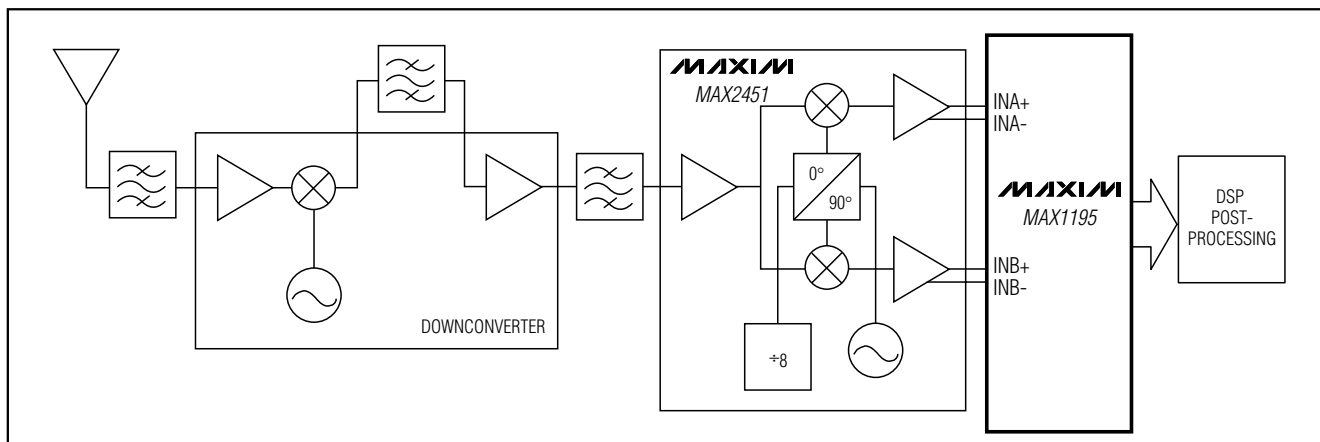 MAXIM
MAX2451
INA+
INA-
0°
90°
MAXIM
MAX1195
DSP
POST-
PROCESSING
INB+
INB-
DOWNCONVERTER
÷8